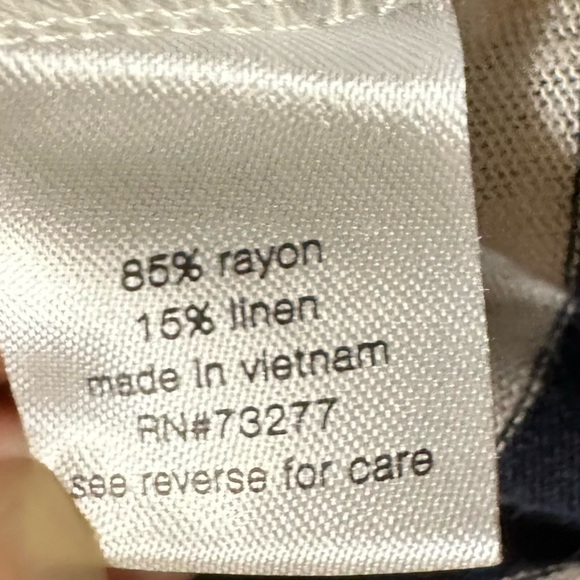 85% rayon
15% linen
made in vietnam
RN#73277
see reverse for care